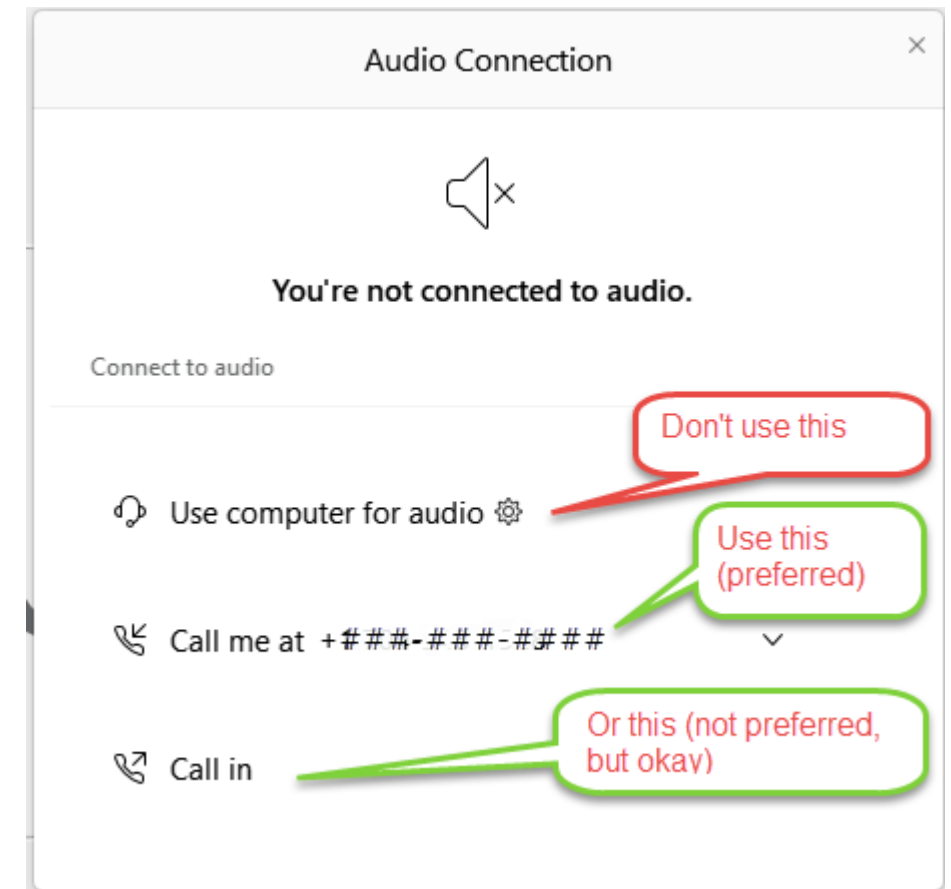 Audio Connection
You're not connected to audio.
Connect to audio
Don't use this
Use computer for audio
Use this
(preferred)
Call me at +###-###-####
Or this (not preferred,
but okay)
Call in